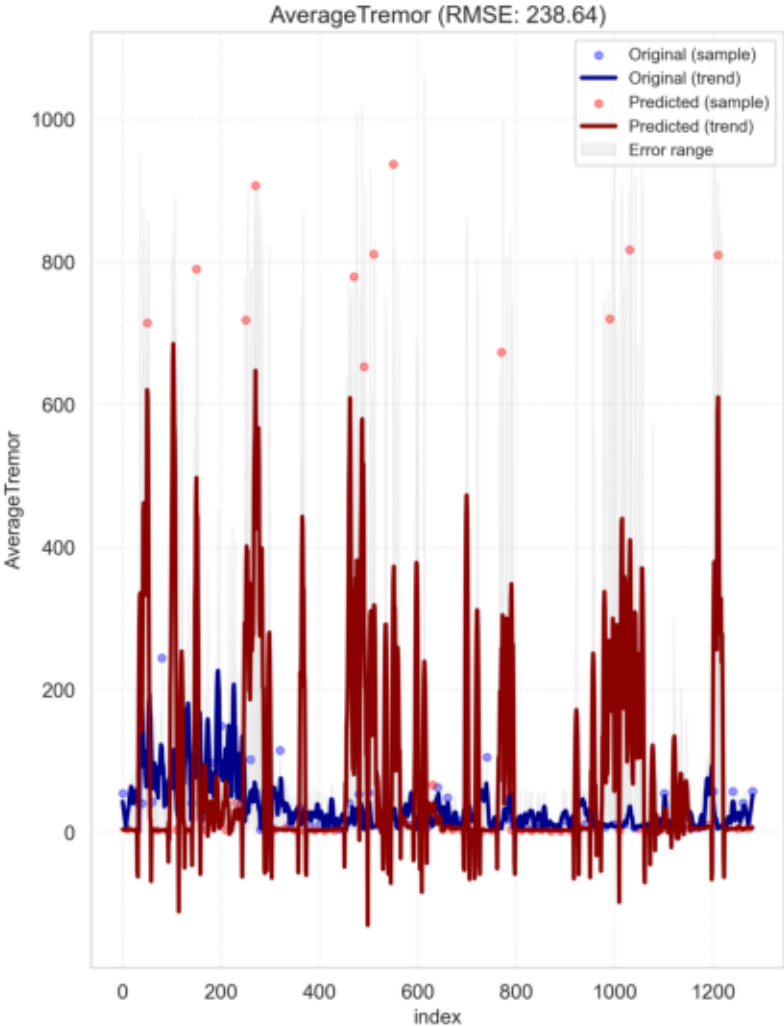 AverageTremor (RMSE: 238.64)
Original (sample)
Original (trend)
Predicted (sample)
Predicted (trend)
Error range
AverageTremor
1000
800
600
400
200
0
0 200 400 600 800 1000 1200
index